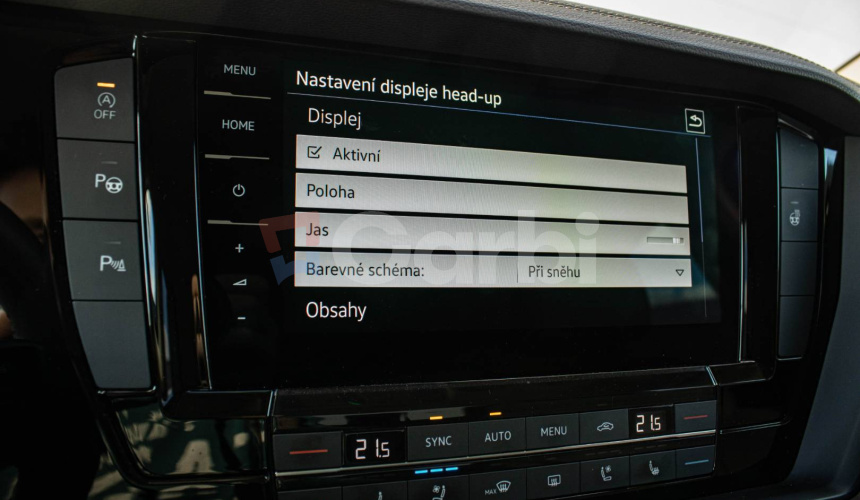 MENU
Nastavení displeje head-up
A
OFF
HOME
Displej
Aktivní
P
Poloha
Jas
Carbi
P
Barevné schéma: Při sněhu
Obsahy
21.5 SYNC AUTO MENU 21.5
MAX